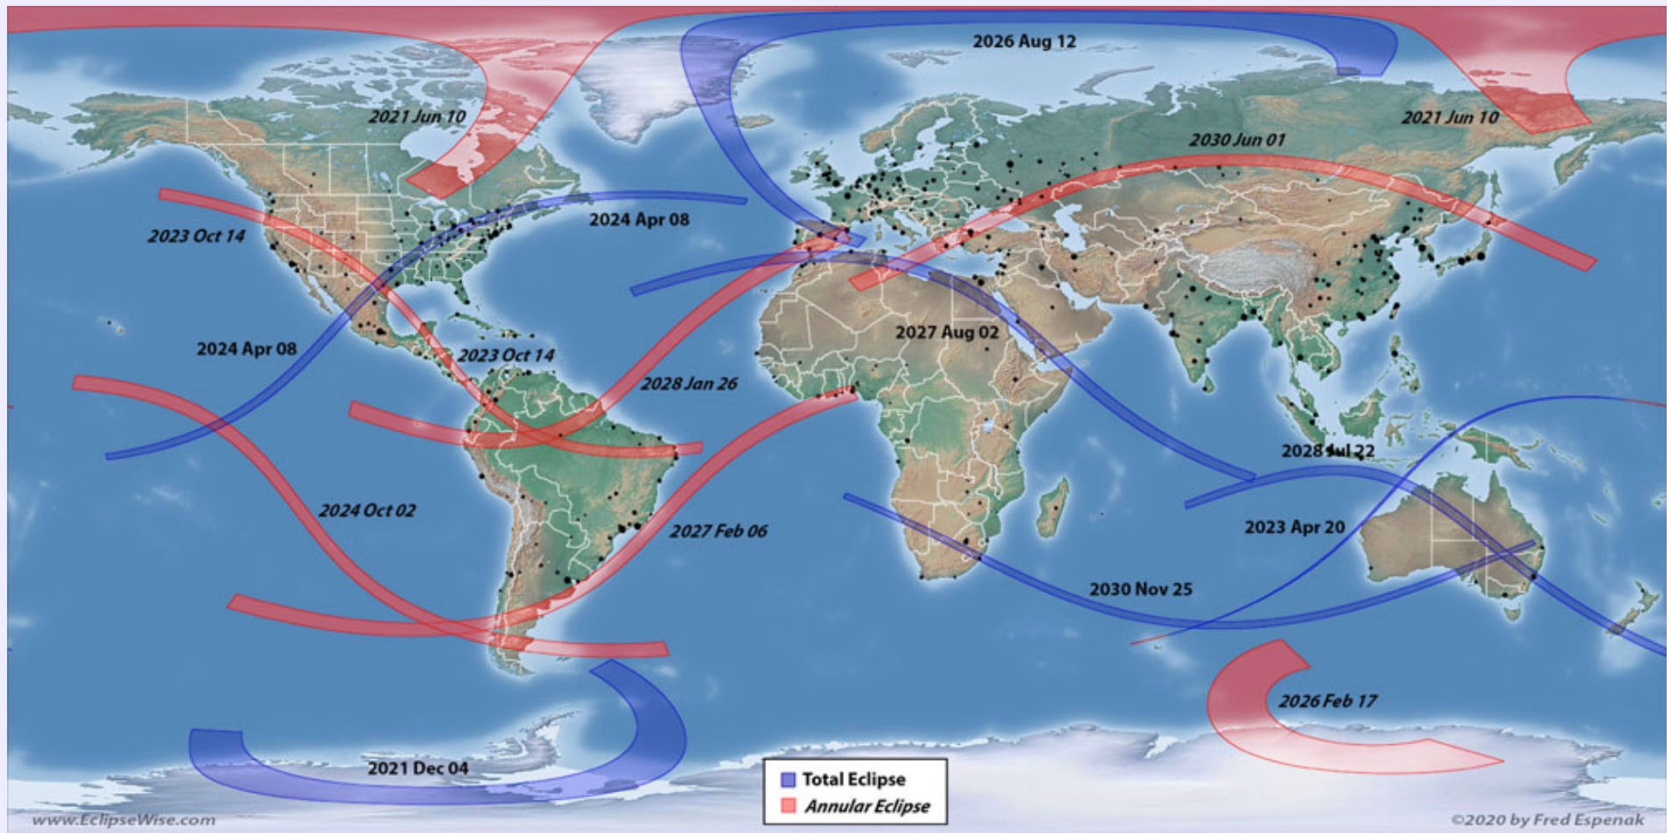 2026 Aug 12
2021 Jun 10
2021 Jun 10
2030 Jun 01
2024 Apr 08
2023 Oct 14
2027 Aug 02
2024 Apr 08
2023 Oct 14
2028 Jan 26
2028 Jul 22
2024 Oct 02
2027 Feb 06
2023 Apr 20
2030 Nov 25
2026 Feb 17
2021 Dec 04
Total Eclipse
Annular Eclipse
www.EclipseWise.com
©2020 by Fred Espenak